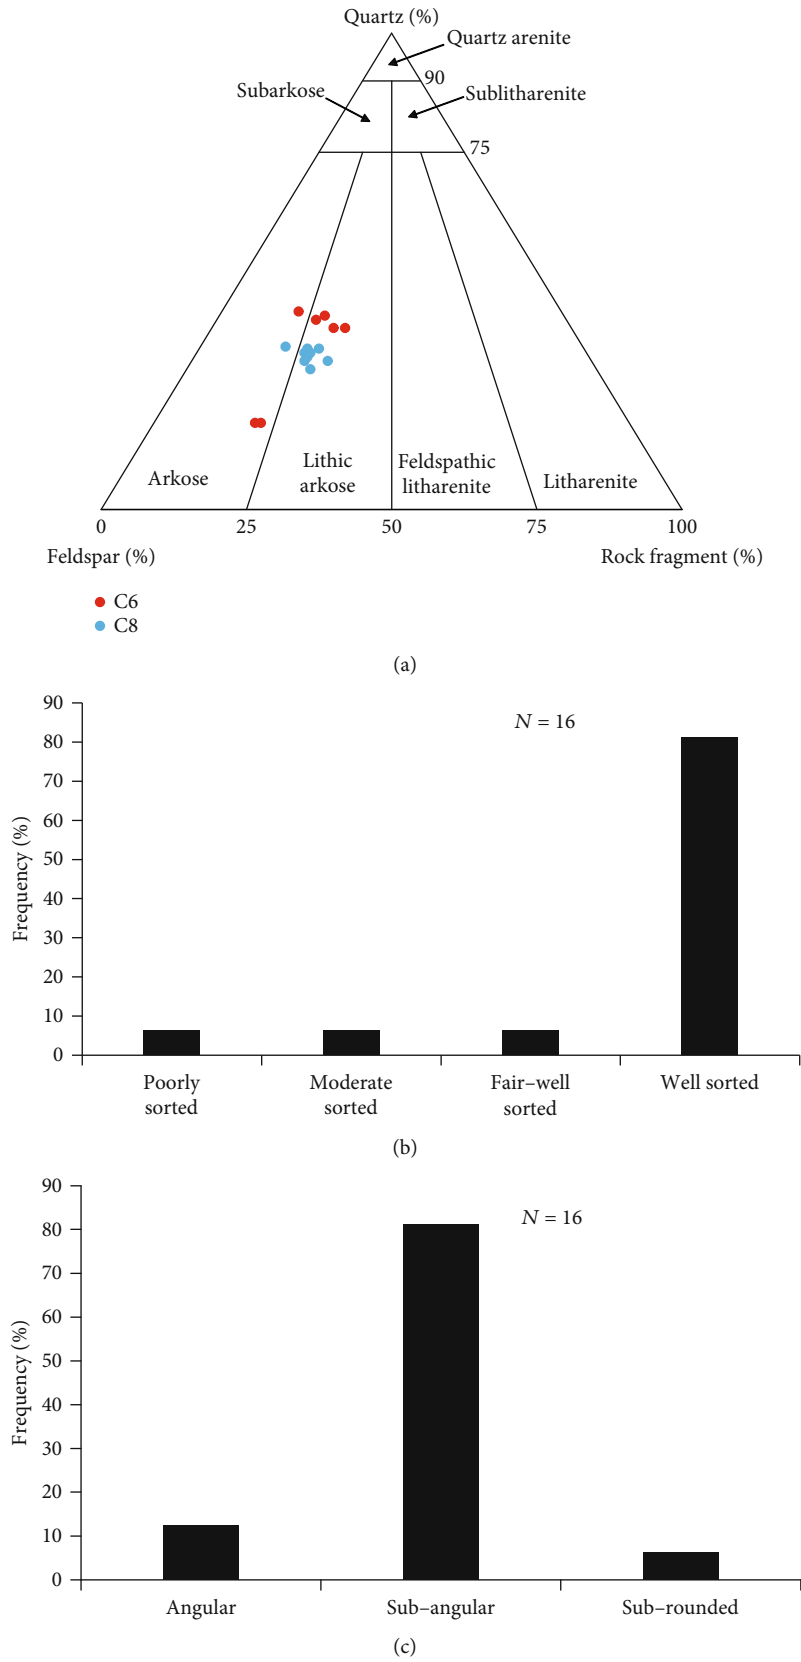 Quartz (%)
Quartz arenite
90
Subarkose
Sublitharenite
75
Arkose
Lithic
arkose
Feldspathic
litharenite
Litharenite
0 25 50 75 100
Feldspar (%) Rock fragment (%)
C6
C8
(a)
90
80
70
60
50
40
30
20
10
0
Frequency (%)
N = 16
Poorly
sorted
Moderate
sorted
Fair–well
sorted
Well sorted
(b)
90
80
70
60
50
40
30
20
10
0
Frequency (%)
N = 16
Angular Sub–angular Sub–rounded
(c)